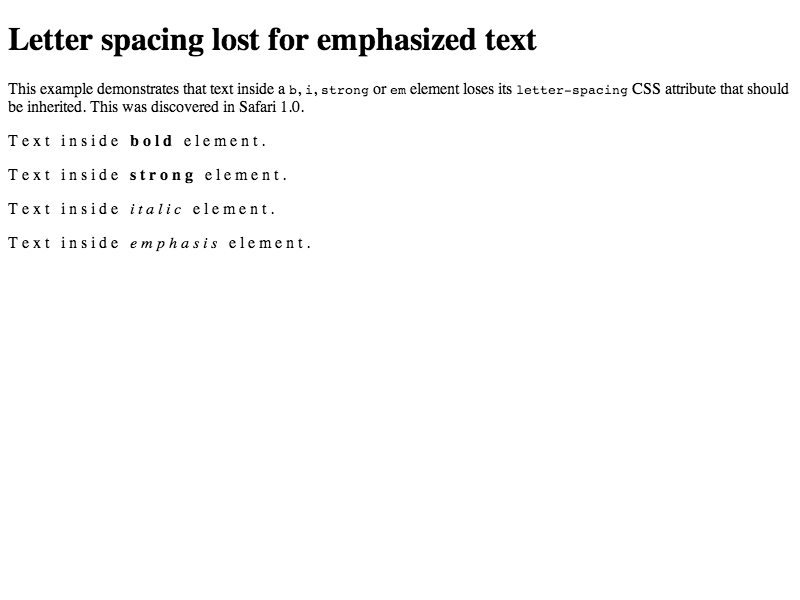 Letter spacing lost for emphasized text
This example demonstrates that text inside a b, i, strong or em element loses its letter-spacing CSS attribute that should
be inherited. This was discovered in Safari 1.0.
Text inside bold element.
Text inside strong element.
Text inside italic element.
Text inside emphasis element.